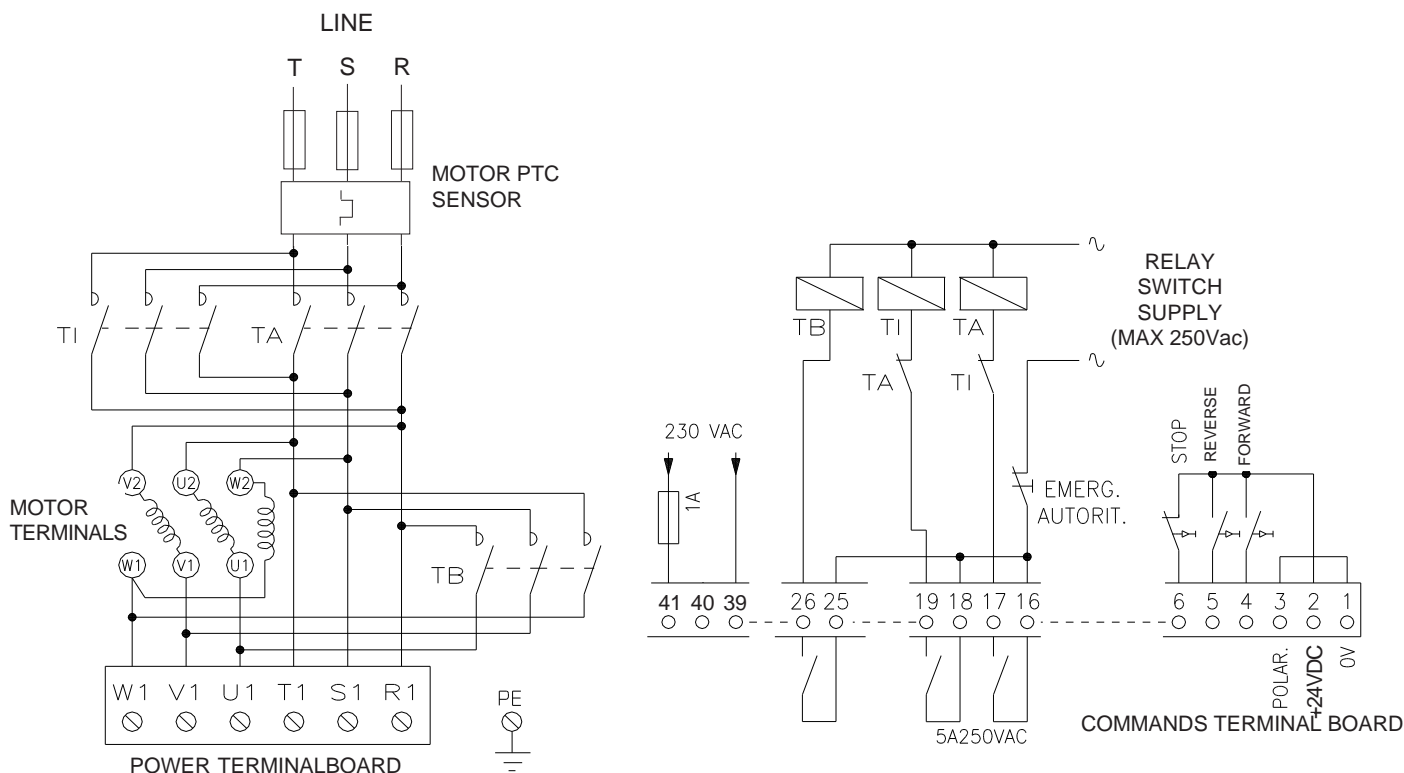 LINE
T S R
MOTOR PTC
SENSOR
TI TA
V2 U2 W2
MOTOR
TERMINALS
W1 V1 U1
TB
W1 V1 U1 T1 S1 R1
PE
POWER TERMINALBOARD
RELAY
SWITCH
SUPPLY
(MAX 250Vac)
TB TI TA
TA TI
230 VAC
1A
EMERG.
AUTORIT.
STOP
REVERSE
FORWARD
41 40 39 26 25 19 18 17 16 6 5 4 3 2 1
POLAR.
+24VDC
0V
5A250VAC
COMMANDS TERMINAL BOARD